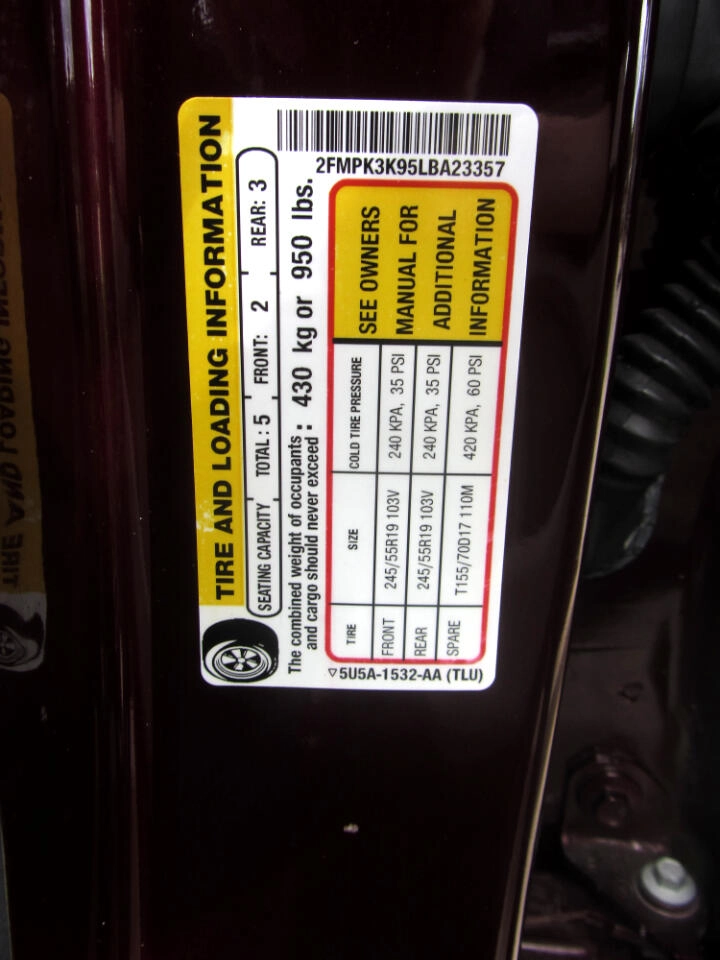 TIRE AND LOADING INFORMATION
SEATING CAPACITY TOTAL : 5 FRONT: 2 REAR: 3
The combined weight of occupants
and cargo should never exceed : 430 kg or 950 lbs.
TIRE SIZE COLD TIRE PRESSURE
FRONT 245/55R19 103V 240 KPA, 35 PSI
REAR 245/55R19 103V 240 KPA, 35 PSI
SPARE T155/70D17 110M 420 KPA, 60 PSI
SEE OWNERS
MANUAL FOR
ADDITIONAL
INFORMATION
▽5U5A-1532-AA (TLU)
2FMPK3K95LBA23357